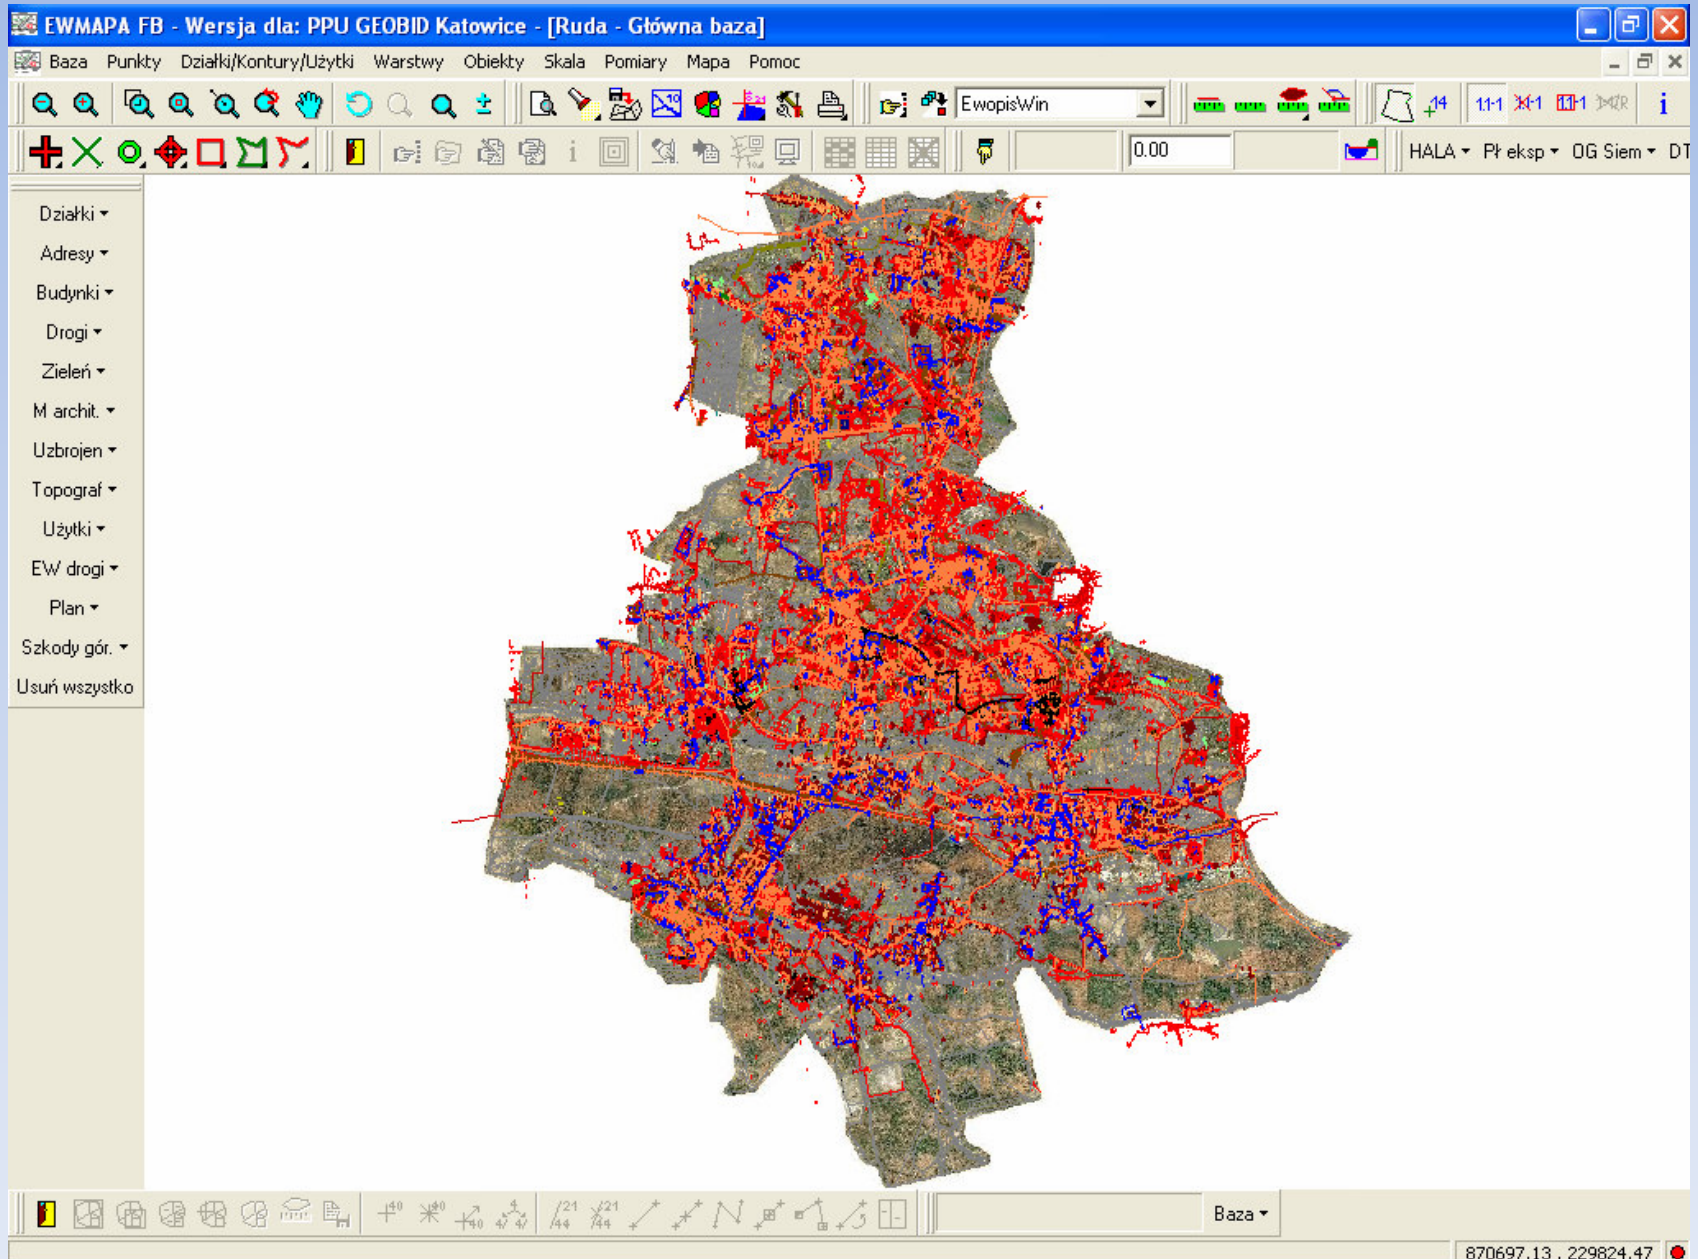 EWMAPA FB - Wersja dla: PPU GEOBID Katowice - [Ruda - Główna baza]
Baza Punkty Działki/Kontury/Użytki Warstwy Obiekty Skala Pomiary Mapa Pomoc
EwopisWin
0.00
HALA Pł eksp OG Siem DT
Działki
Adresy
Budynki
Drogi
Zieleń
M archit.
Uzbrojen
Topograf
Użytki
EW drogi
Plan
Szkody gór.
Usuń wszystko
Baza
870697.13 , 229824.47